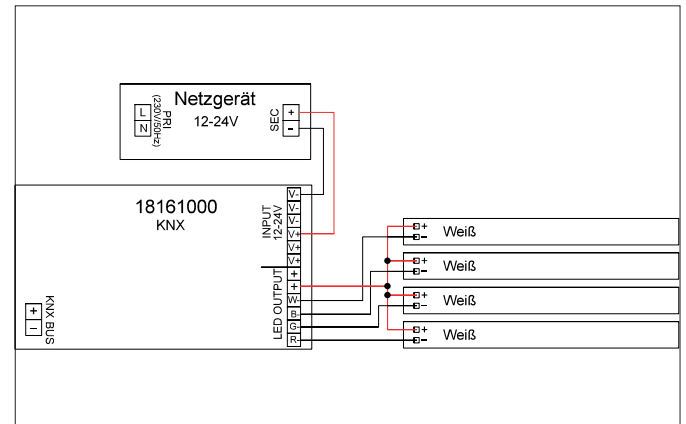 Netzgerät
12-24V
L
N
PRI
(230V/50Hz)
SEC
+
−
18161000
KNX
INPUT
12-24V
V-
V-
V-
V+
V+
V+
LED OUTPUT
+
+
W-
B-
G-
R-
KNX BUS
+
−
+
−
Weiß
+
−
Weiß
+
−
Weiß
+
−
Weiß